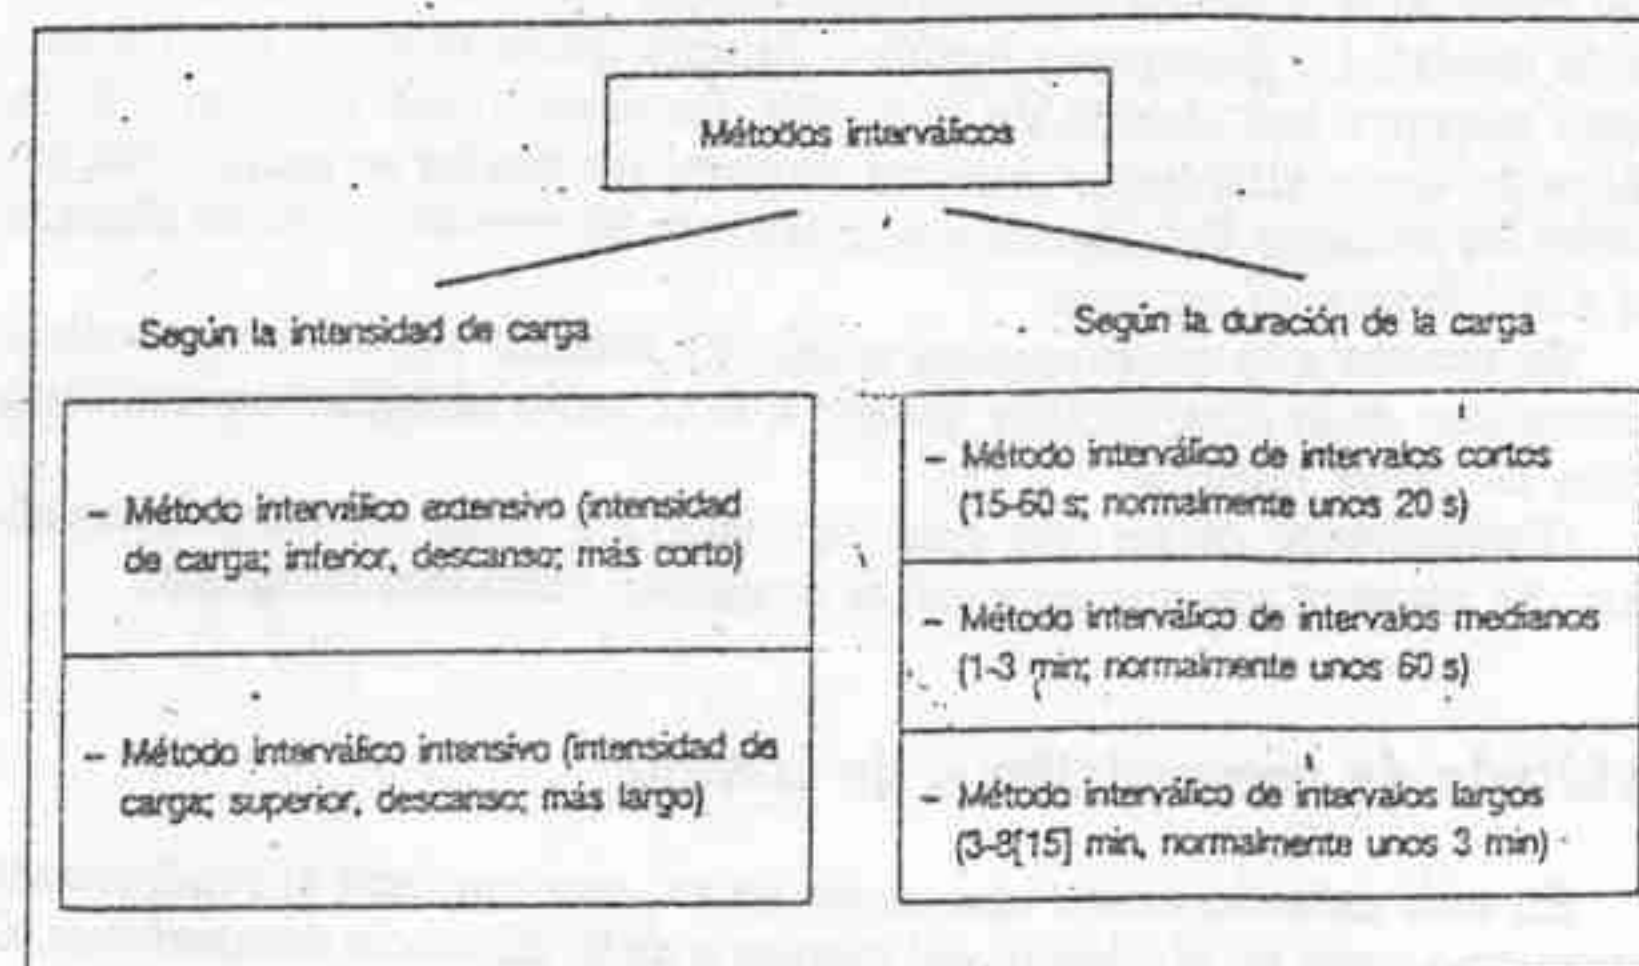 Métodos interválicos
Según la intensidad de carga
– Método interválico extensivo (intensidad
de carga; inferior, descanso; más corto)
– Método interválico intensivo (intensidad de
carga; superior, descanso; más largo)
Según la duración de la carga
– Método interválico de intervalos cortos
(15-60 s; normalmente unos 20 s)
– Método interválico de intervalos medianos
(1-3 min; normalmente unos 60 s)
– Método interválico de intervalos largos
(3-8[15] min, normalmente unos 3 min)